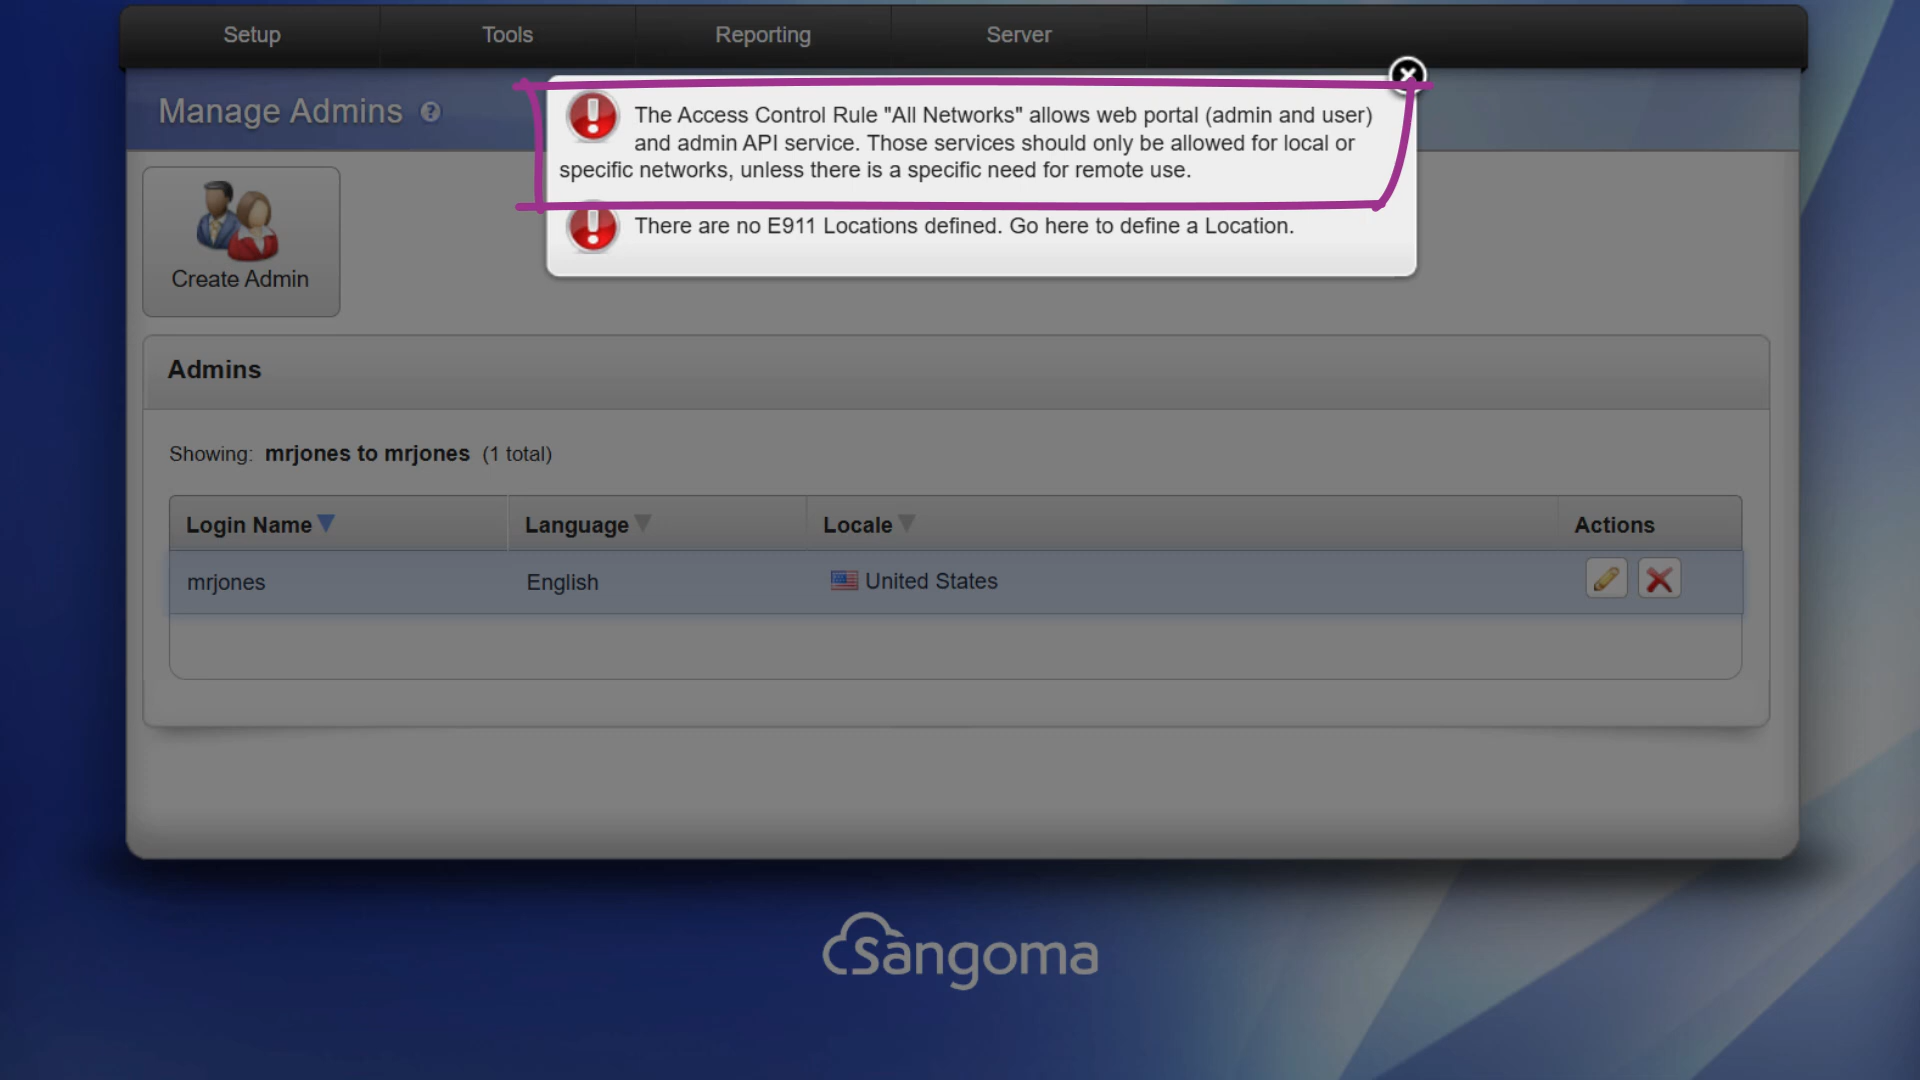 Setup Tools Reporting Server
Manage Admins
The Access Control Rule "All Networks" allows web portal (admin and user)
and admin API service. Those services should only be allowed for local or
specific networks, unless there is a specific need for remote use.
There are no E911 Locations defined. Go here to define a Location.
Create Admin
Admins
Showing: mrjones to mrjones (1 total)
Login Name Language Locale Actions
mrjones English United States
Sangoma